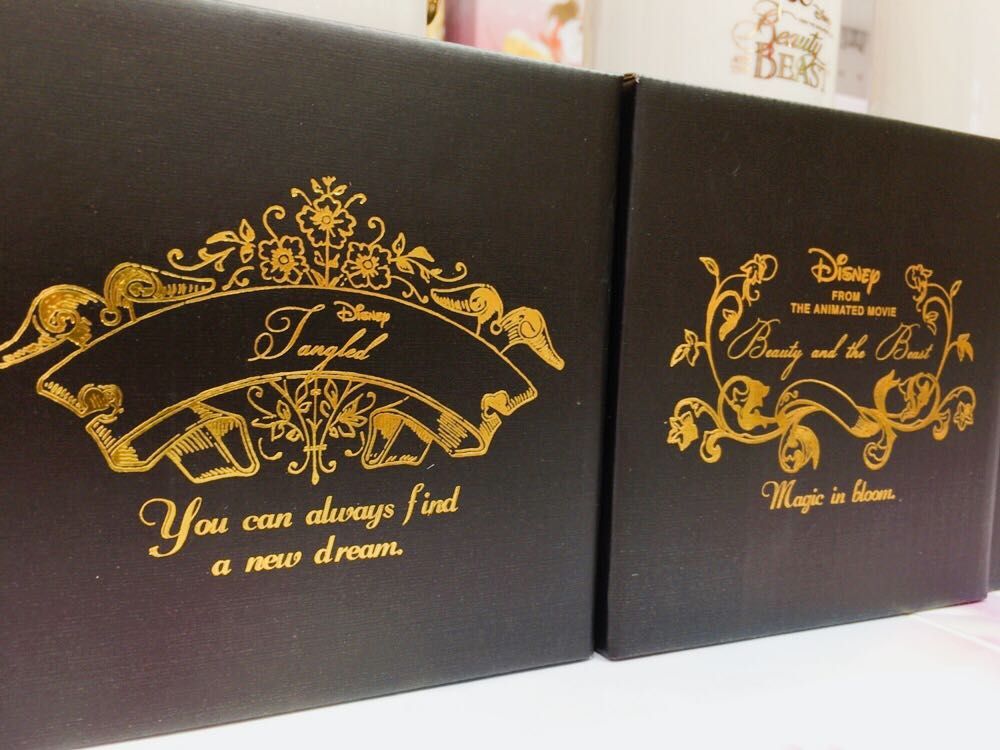 Disney
Tangled
You can always find
a new dream.
Disney
FROM
THE ANIMATED MOVIE
Beauty and the Beast
Magic in bloom.
Beauty
BEAST